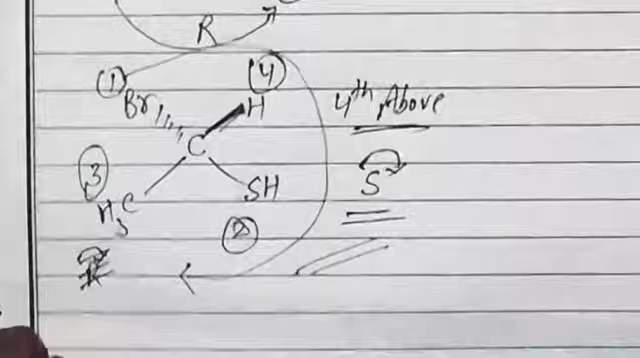 R
① ④
Br H 4th, Above
C
③ S
H3C SH
②